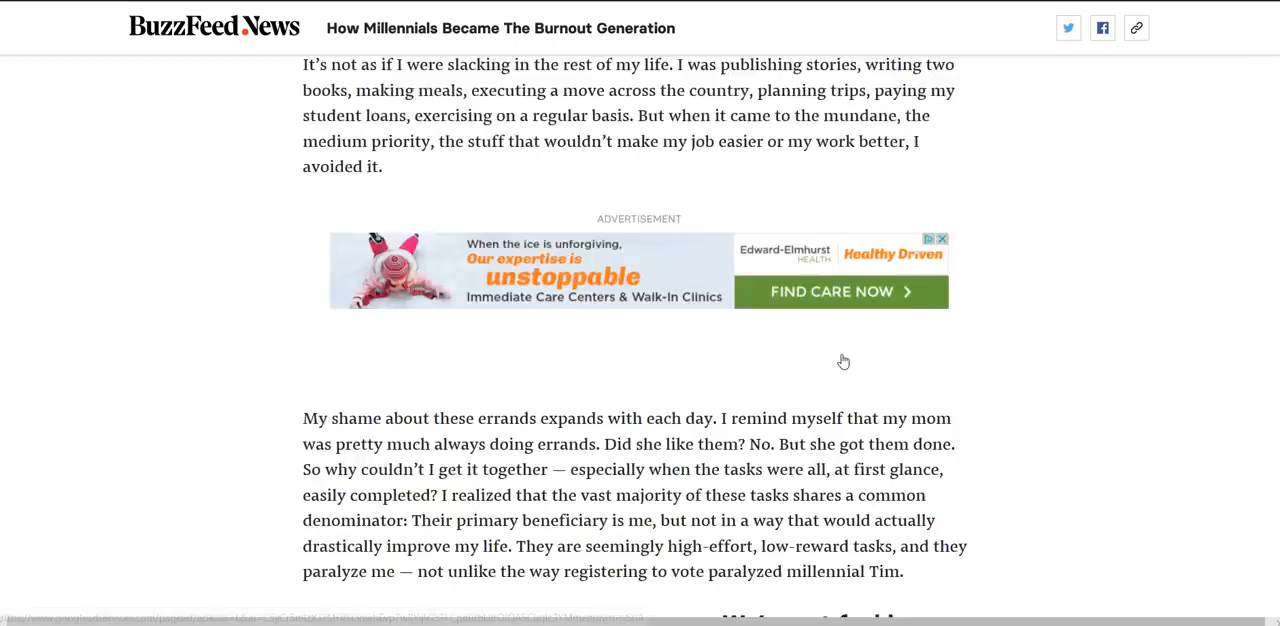 BuzzFeed News
How Millennials Became The Burnout Generation
It's not as if I were slacking in the rest of my life. I was publishing stories, writing two
books, making meals, executing a move across the country, planning trips, paying my
student loans, exercising on a regular basis. But when it came to the mundane, the
medium priority, the stuff that wouldn't make my job easier or my work better, I
avoided it.
ADVERTISEMENT
When the ice is unforgiving,
Our expertise is
unstoppable
Immediate Care Centers & Walk-In Clinics
Edward-Elmhurst
HEALTH
Healthy Driven
FIND CARE NOW
My shame about these errands expands with each day. I remind myself that my mom
was pretty much always doing errands. Did she like them? No. But she got them done.
So why couldn't I get it together — especially when the tasks were all, at first glance,
easily completed? I realized that the vast majority of these tasks shares a common
denominator: Their primary beneficiary is me, but not in a way that would actually
drastically improve my life. They are seemingly high-effort, low-reward tasks, and they
paralyze me — not unlike the way registering to vote paralyzed millennial Tim.